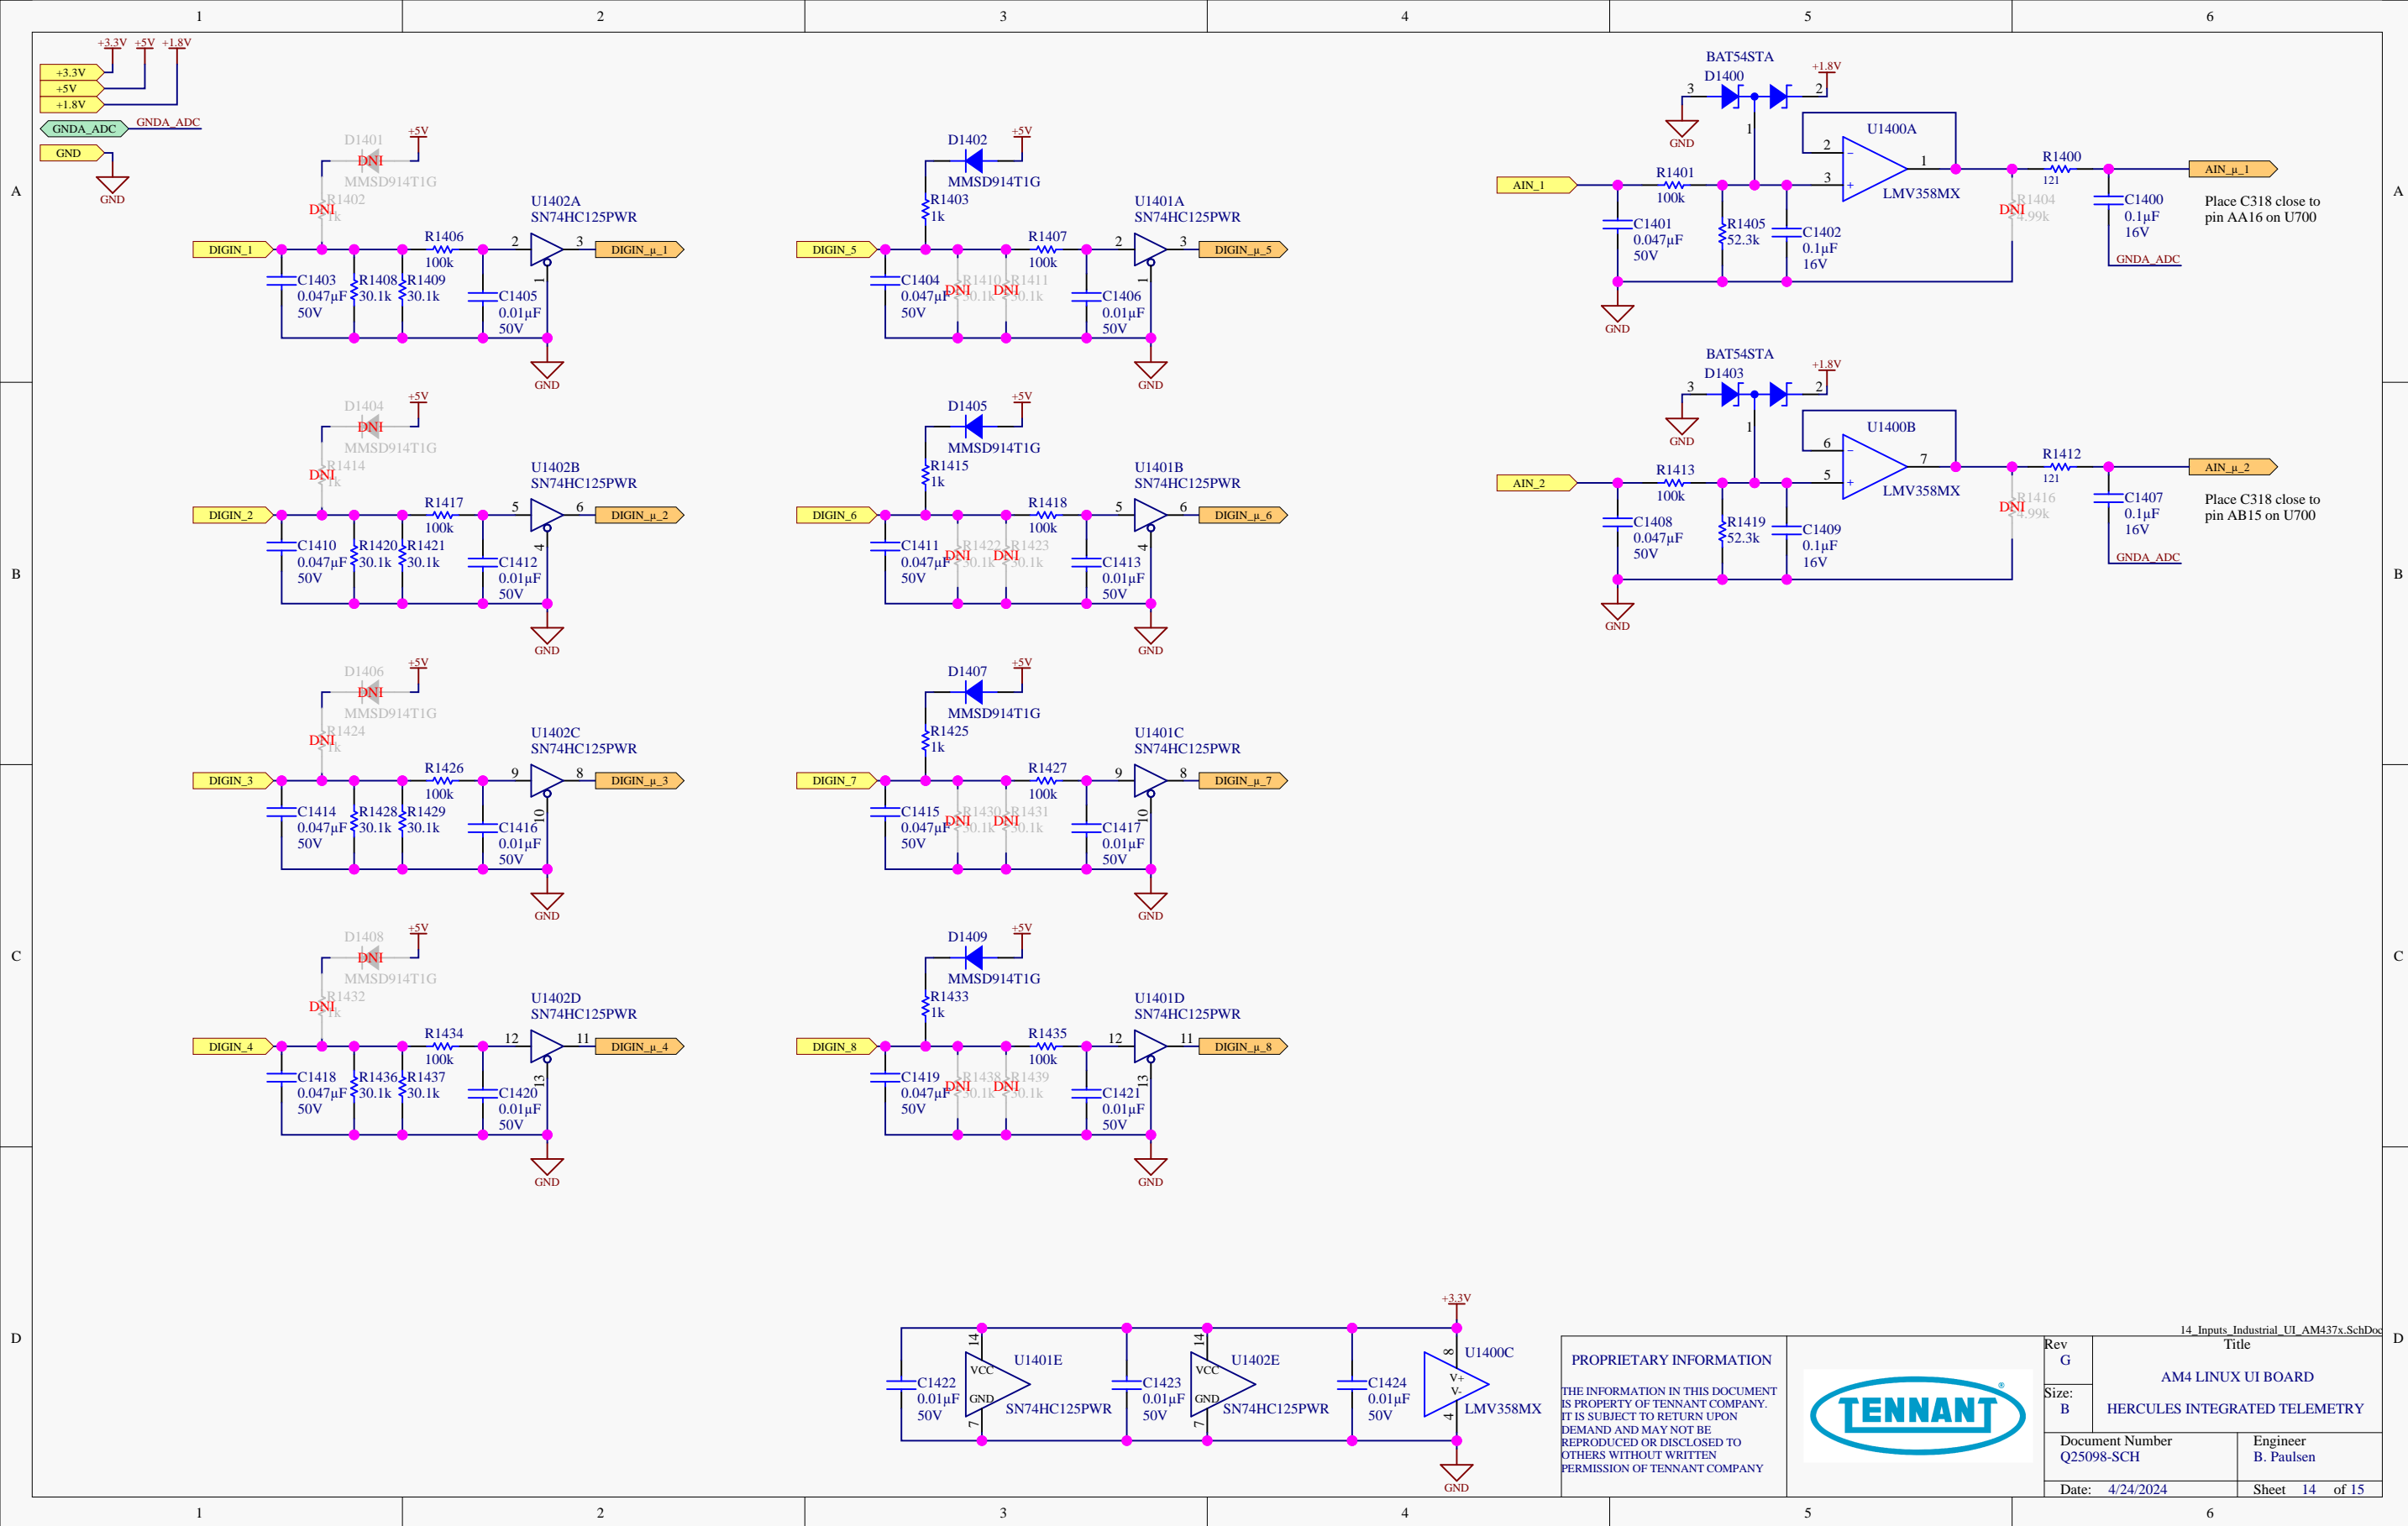 1 2 3 4 5 6
A
B
C
D
+3.3V +5V +1.8V
+3.3V
+5V
+1.8V
GNDA_ADC GNDA_ADC
GND
GND
D1401
+5V
DNI
MMSD914T1G
R1402
DNI
1k
U1402A
SN74HC125PWR
DIGIN_1
R1406
100k
2 3
1
DIGIN_µ_1
C1403
0.047µF
50V
R1408
30.1k
R1409
30.1k
C1405
0.01µF
50V
GND
D1402
+5V
MMSD914T1G
R1403
1k
U1401A
SN74HC125PWR
DIGIN_5
R1407
100k
2 3
1
DIGIN_µ_5
C1404
0.047µF
50V
R1410
DNI
30.1k
R1411
DNI
30.1k
C1406
0.01µF
50V
GND
BAT54STA
D1400
+1.8V
3 2
1
GND
U1400A
2
3
1
LMV358MX
AIN_1
R1401
100k
C1401
0.047µF
50V
R1405
52.3k
C1402
0.1µF
16V
R1404
DNI
4.99k
R1400
121
C1400
0.1µF
16V
AIN_µ_1
Place C318 close to
pin AA16 on U700
GNDA_ADC
GND
D1404
+5V
DNI
MMSD914T1G
R1414
DNI
1k
U1402B
SN74HC125PWR
DIGIN_2
R1417
100k
5 6
4
DIGIN_µ_2
C1410
0.047µF
50V
R1420
30.1k
R1421
30.1k
C1412
0.01µF
50V
GND
D1405
+5V
MMSD914T1G
R1415
1k
U1401B
SN74HC125PWR
DIGIN_6
R1418
100k
5 6
4
DIGIN_µ_6
C1411
0.047µF
50V
R1422
DNI
30.1k
R1423
DNI
30.1k
C1413
0.01µF
50V
GND
BAT54STA
D1403
+1.8V
3 2
1
GND
U1400B
6
5
7
LMV358MX
AIN_2
R1413
100k
C1408
0.047µF
50V
R1419
52.3k
C1409
0.1µF
16V
R1416
DNI
4.99k
R1412
121
C1407
0.1µF
16V
AIN_µ_2
Place C318 close to
pin AB15 on U700
GNDA_ADC
GND
D1406
+5V
DNI
MMSD914T1G
R1424
DNI
1k
U1402C
SN74HC125PWR
DIGIN_3
R1426
100k
9 8
10
DIGIN_µ_3
C1414
0.047µF
50V
R1428
30.1k
R1429
30.1k
C1416
0.01µF
50V
GND
D1407
+5V
MMSD914T1G
R1425
1k
U1401C
SN74HC125PWR
DIGIN_7
R1427
100k
9 8
10
DIGIN_µ_7
C1415
0.047µF
50V
R1430
DNI
30.1k
R1431
DNI
30.1k
C1417
0.01µF
50V
GND
D1408
+5V
DNI
MMSD914T1G
R1432
DNI
1k
U1402D
SN74HC125PWR
DIGIN_4
R1434
100k
12 11
13
DIGIN_µ_4
C1418
0.047µF
50V
R1436
30.1k
R1437
30.1k
C1420
0.01µF
50V
GND
D1409
+5V
MMSD914T1G
R1433
1k
U1401D
SN74HC125PWR
DIGIN_8
R1435
100k
12 11
13
DIGIN_µ_8
C1419
0.047µF
50V
R1438
DNI
30.1k
R1439
DNI
30.1k
C1421
0.01µF
50V
GND
+3.3V
C1422
0.01µF
50V
14
VCC
GND
7
U1401E
SN74HC125PWR
C1423
0.01µF
50V
14
VCC
GND
7
U1402E
SN74HC125PWR
C1424
0.01µF
50V
8
V+
V-
4
U1400C
LMV358MX
GND
PROPRIETARY INFORMATION
THE INFORMATION IN THIS DOCUMENT
IS PROPERTY OF TENNANT COMPANY.
IT IS SUBJECT TO RETURN UPON
DEMAND AND MAY NOT BE
REPRODUCED OR DISCLOSED TO
OTHERS WITHOUT WRITTEN
PERMISSION OF TENNANT COMPANY
TENNANT®
14_Inputs_Industrial_UI_AM437x.SchDoc
Rev
G
Size:
B
Title
AM4 LINUX UI BOARD
HERCULES INTEGRATED TELEMETRY
Document Number
Q25098-SCH
Engineer
B. Paulsen
Date: 4/24/2024
Sheet 14 of 15
A
B
C
D
1 2 3 4 5 6